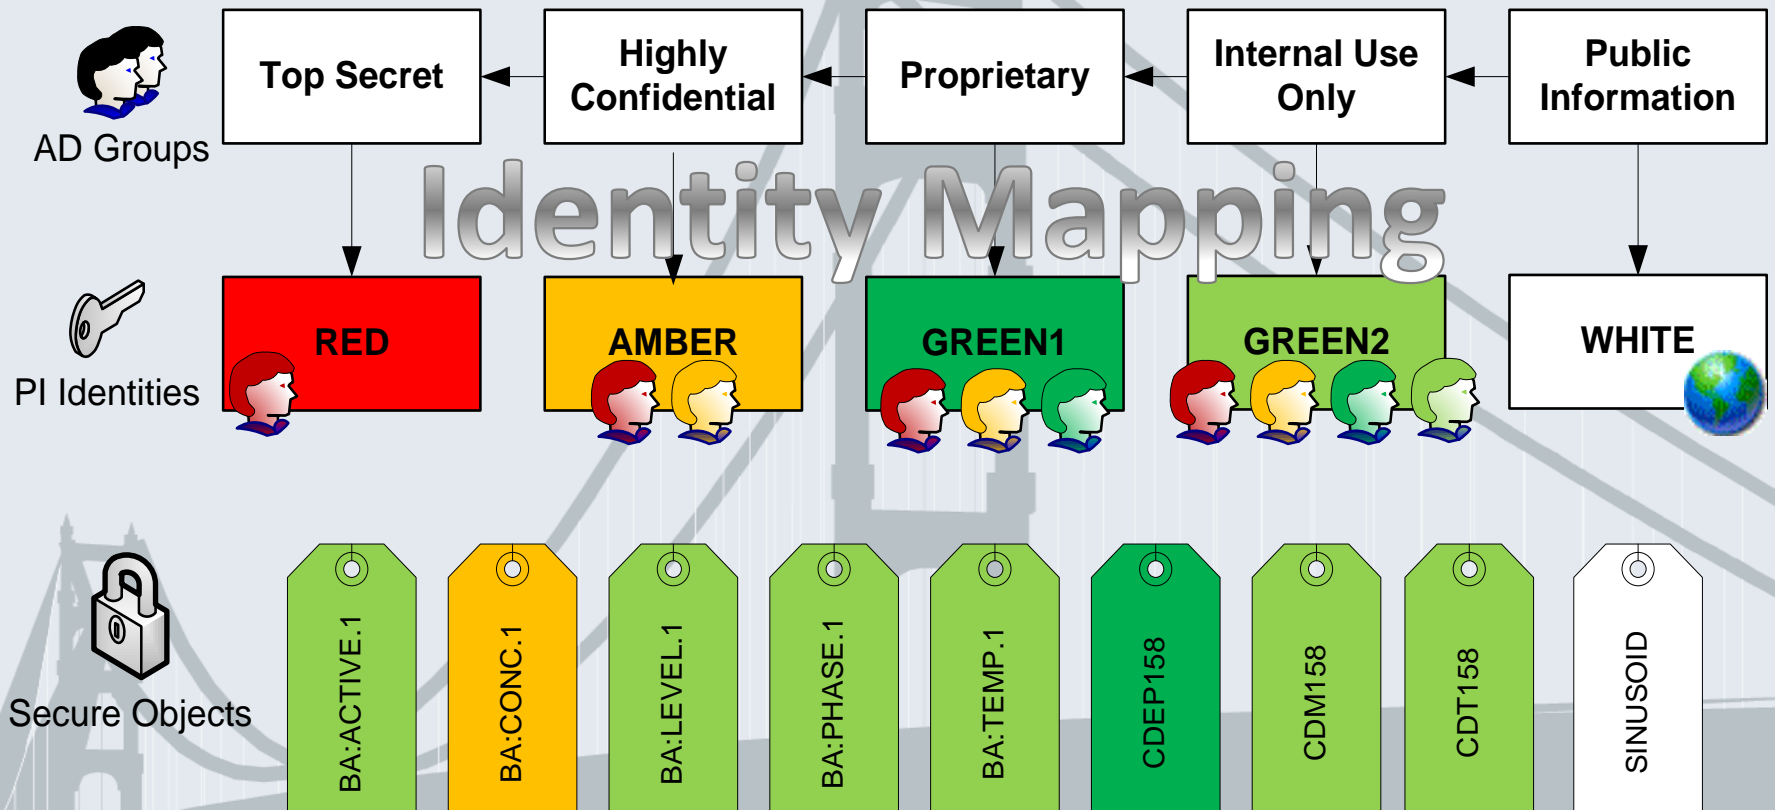 Top Secret
Highly
Confidential
Proprietary
Internal Use
Only
Public
Information
AD Groups
Identity Mapping
RED
AMBER
GREEN1
GREEN2
WHITE
PI Identities
BA:ACTIVE.1
BA:CONC.1
BA:LEVEL.1
BA:PHASE.1
BA:TEMP.1
CDEP158
CDM158
CDT158
SINUSOID
Secure Objects